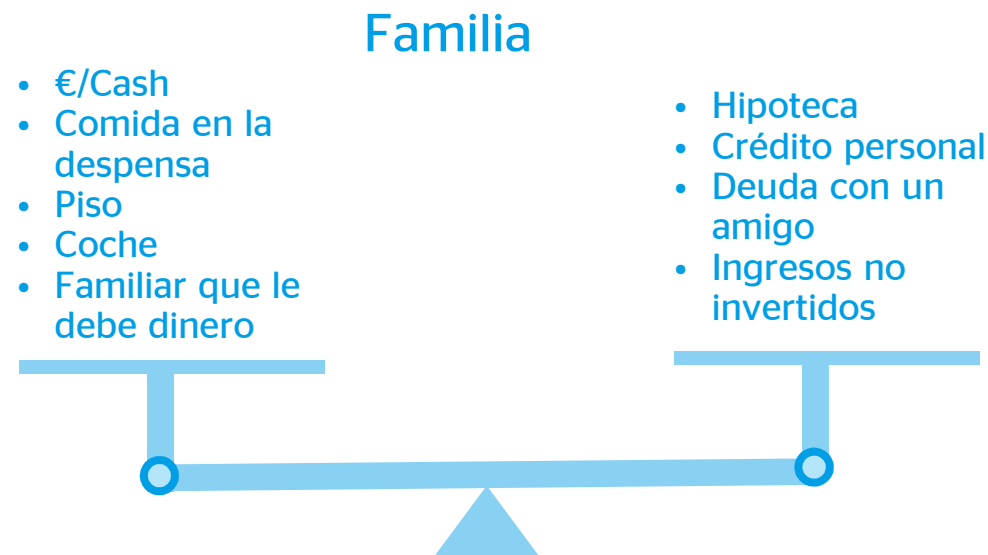 Familia
• €/Cash
• Comida en la
despensa
• Piso
• Coche
• Familiar que le
debe dinero
• Hipoteca
• Crédito personal
• Deuda con un
amigo
• Ingresos no
invertidos